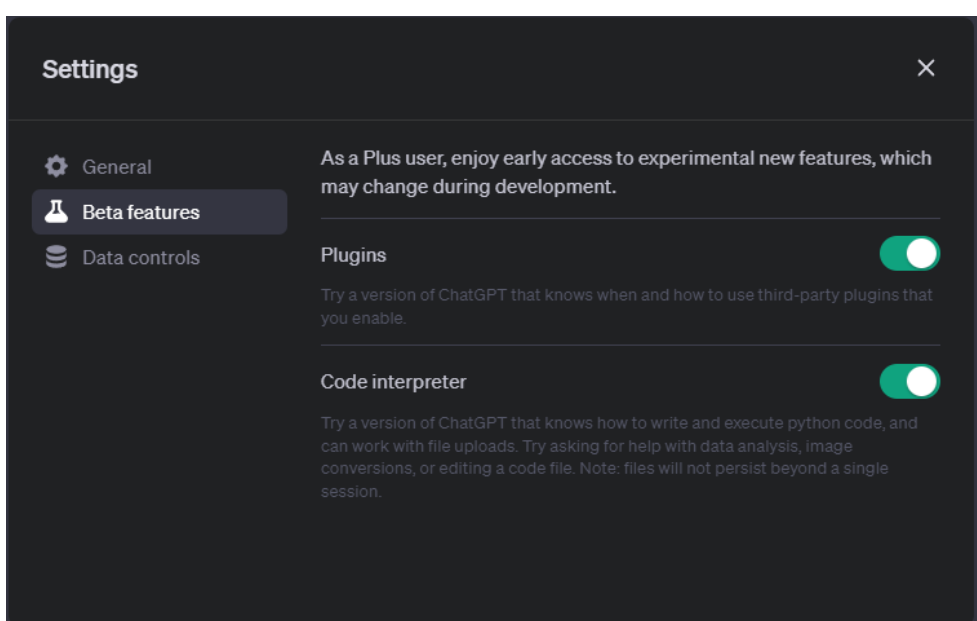 Settings
General
Beta features
Data controls
As a Plus user, enjoy early access to experimental new features, which
may change during development.
Plugins
Try a version of ChatGPT that knows when and how to use third-party plugins that
you enable.
Code interpreter
Try a version of ChatGPT that knows how to write and execute python code, and
can work with file uploads. Try asking for help with data analysis, image
conversions, or editing a code file. Note: files will not persist beyond a single
session.